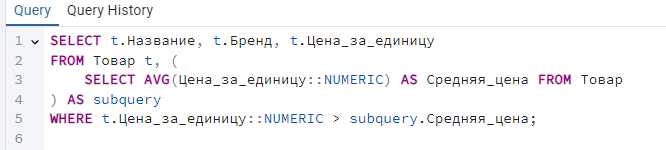 Query Query History
1 SELECT t.Название, t.Бренд, t.Цена_за_единицу
2 FROM Товар t, (
3 SELECT AVG(Цена_за_единицу::NUMERIC) AS Средняя_цена FROM Товар
4 ) AS subquery
5 WHERE t.Цена_за_единицу::NUMERIC > subquery.Средняя_цена;
6